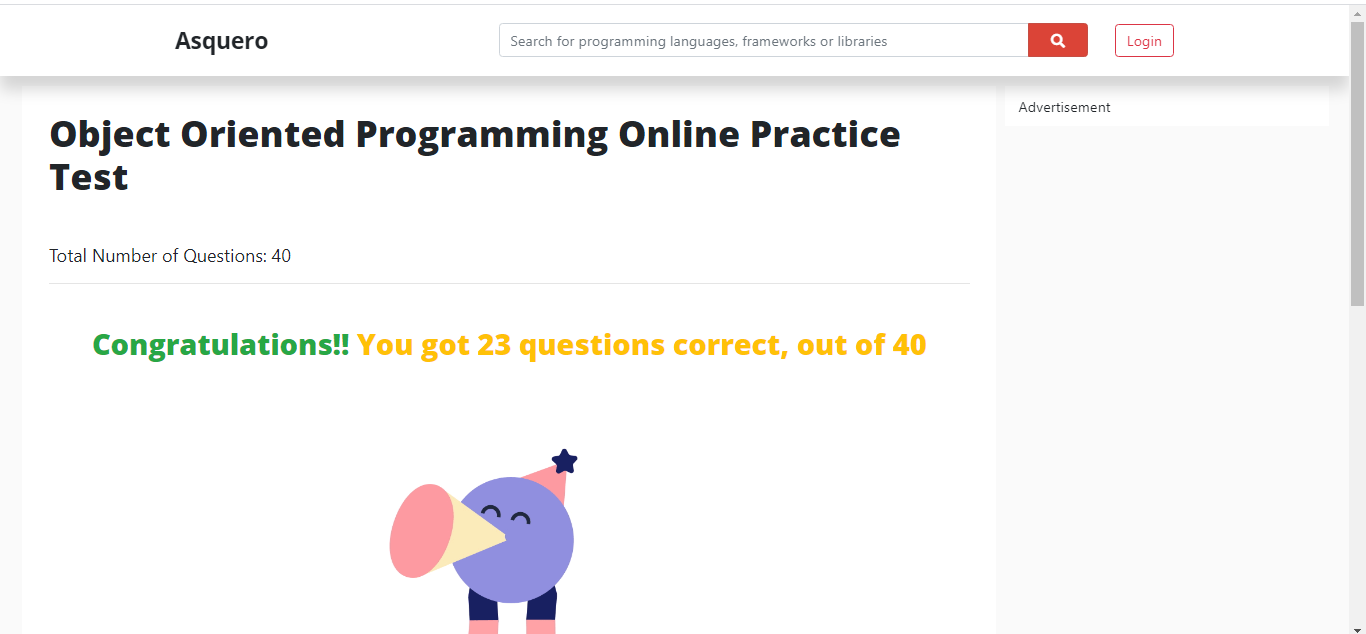 Asquero
Search for programming languages, frameworks or libraries
Login
Object Oriented Programming Online Practice
Test
Advertisement
Total Number of Questions: 40
Congratulations!! You got 23 questions correct, out of 40